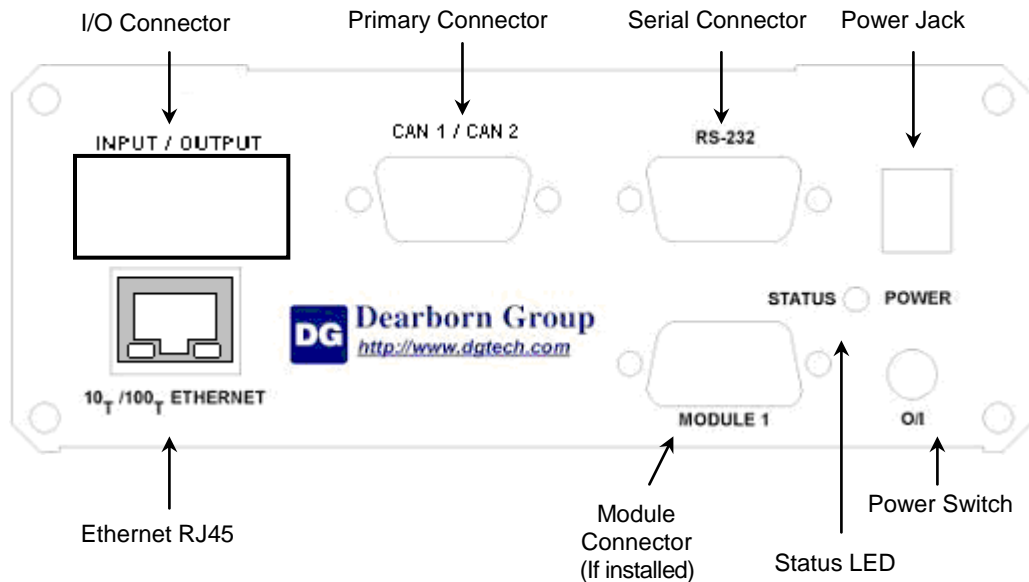 I/O Connector
Primary Connector
Serial Connector
Power Jack
INPUT / OUTPUT
CAN 1 / CAN 2
RS-232
STATUS
POWER
DG
Dearborn Group
http://www.dgtech.com
10T /100T ETHERNET
MODULE 1
O/I
Ethernet RJ45
Module
Connector
(If installed)
Status LED
Power Switch